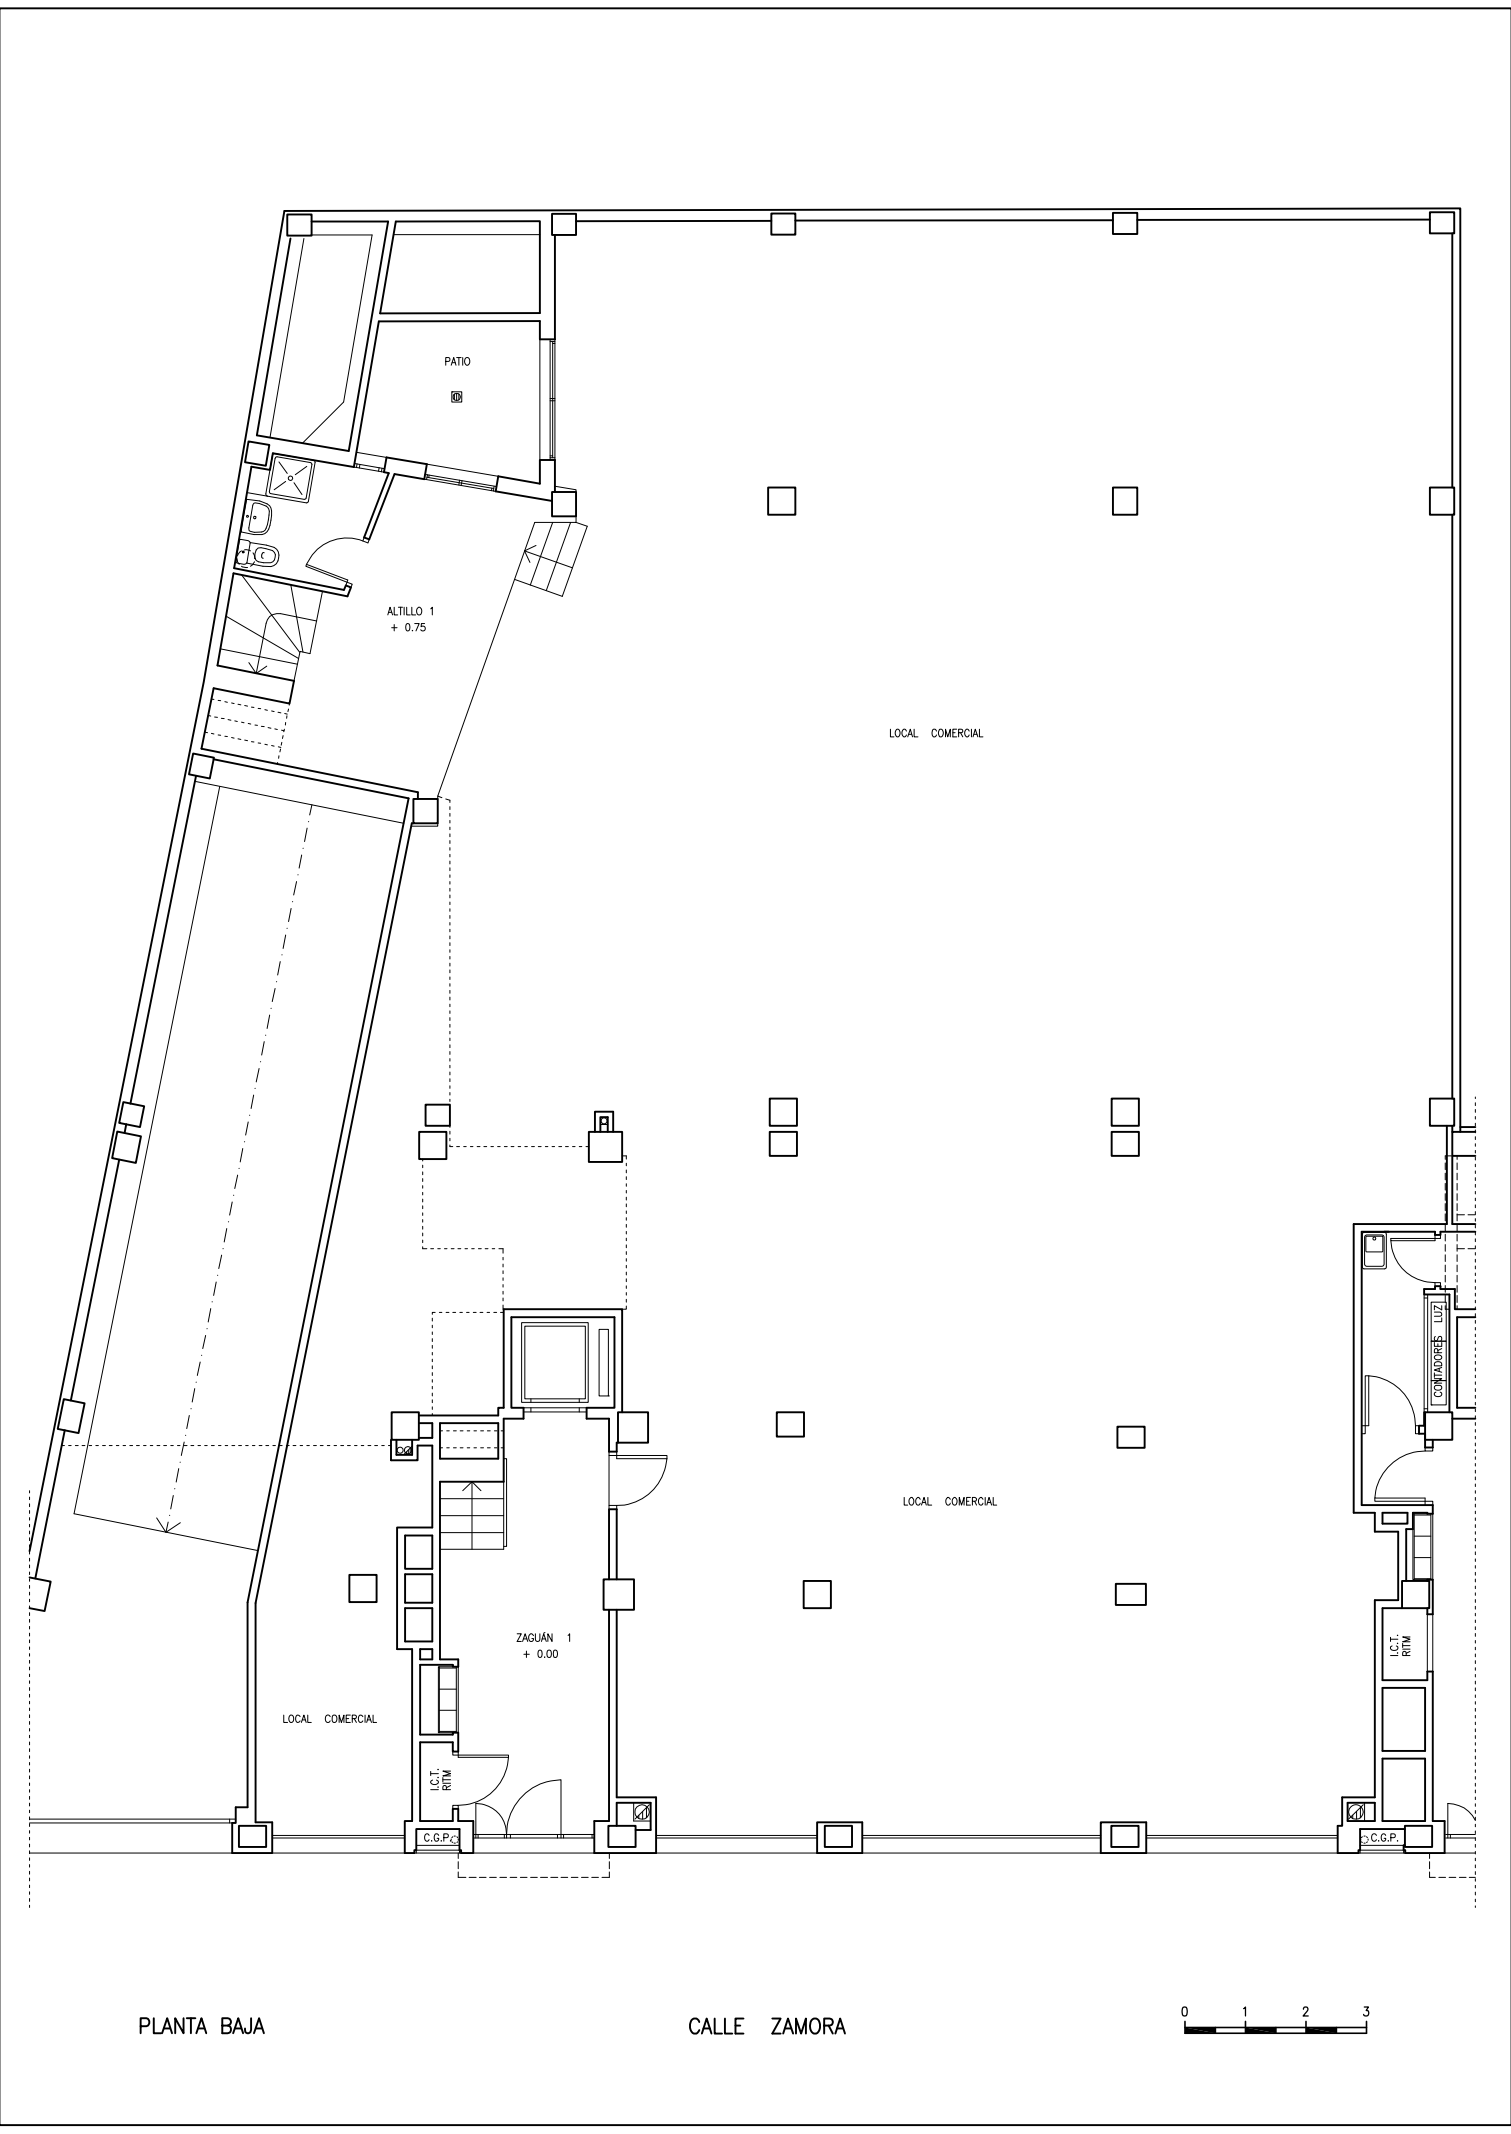 PATIO
ALTILLO 1
+ 0.75
LOCAL COMERCIAL
CONTADORES LUZ
LOCAL COMERCIAL
ZAGUÁN 1
+ 0.00
I.C.T.
RITM
LOCAL COMERCIAL
I.C.T.
RITM
C.G.P.
C.G.P.
0 1 2 3
PLANTA BAJA
CALLE ZAMORA